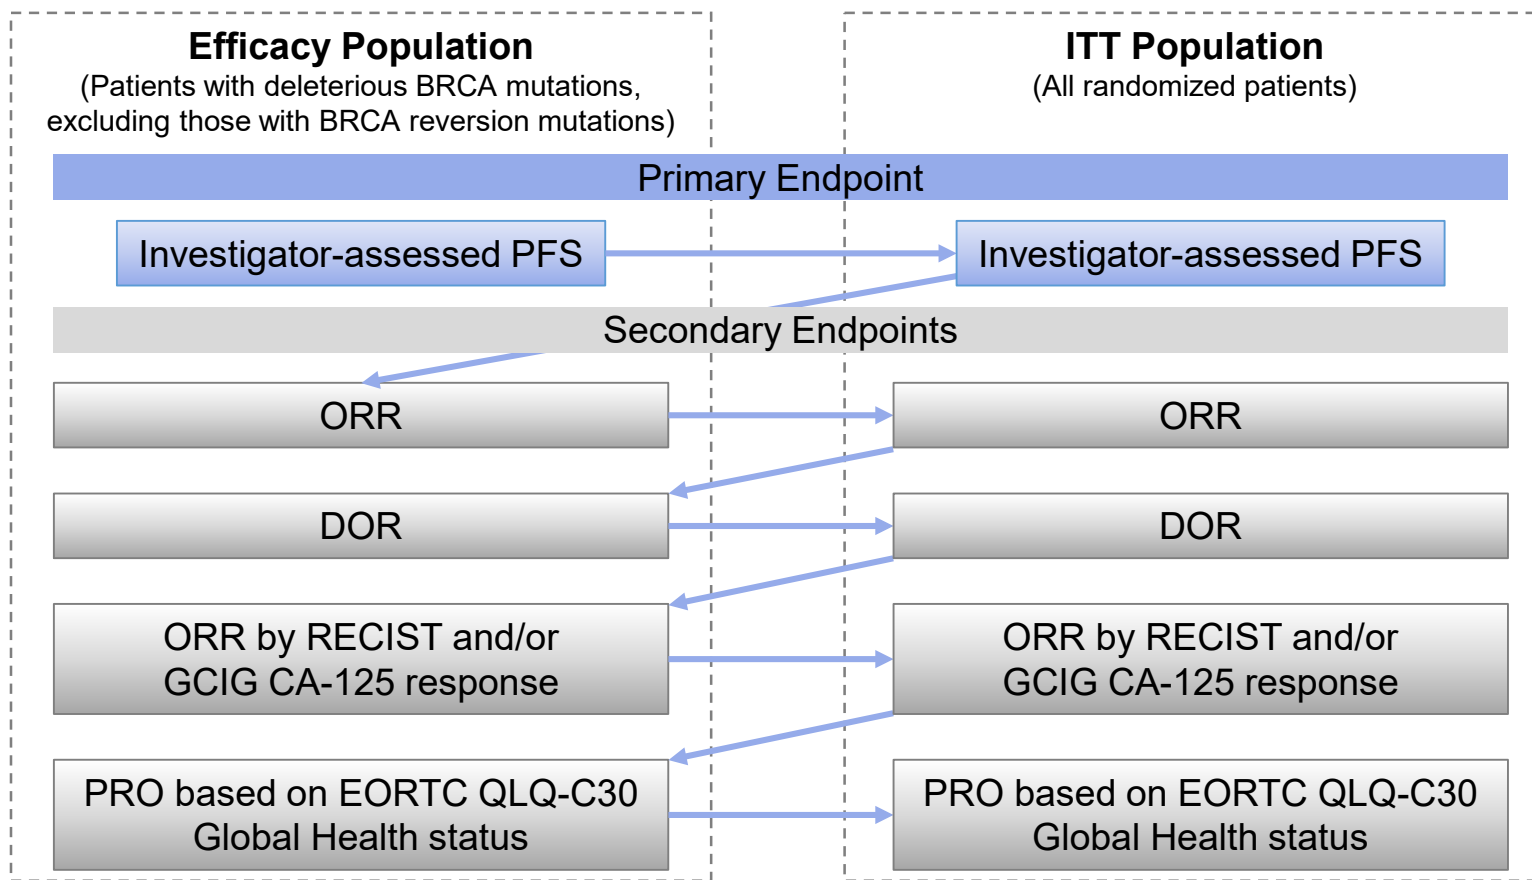 Efficacy Population
(Patients with deleterious BRCA mutations,
excluding those with BRCA reversion mutations)
ITT Population
(All randomized patients)
Primary Endpoint
Investigator-assessed PFS
Investigator-assessed PFS
Secondary Endpoints
ORR
ORR
DOR
DOR
ORR by RECIST and/or
GCIG CA-125 response
ORR by RECIST and/or
GCIG CA-125 response
PRO based on EORTC QLQ-C30
Global Health status
PRO based on EORTC QLQ-C30
Global Health status